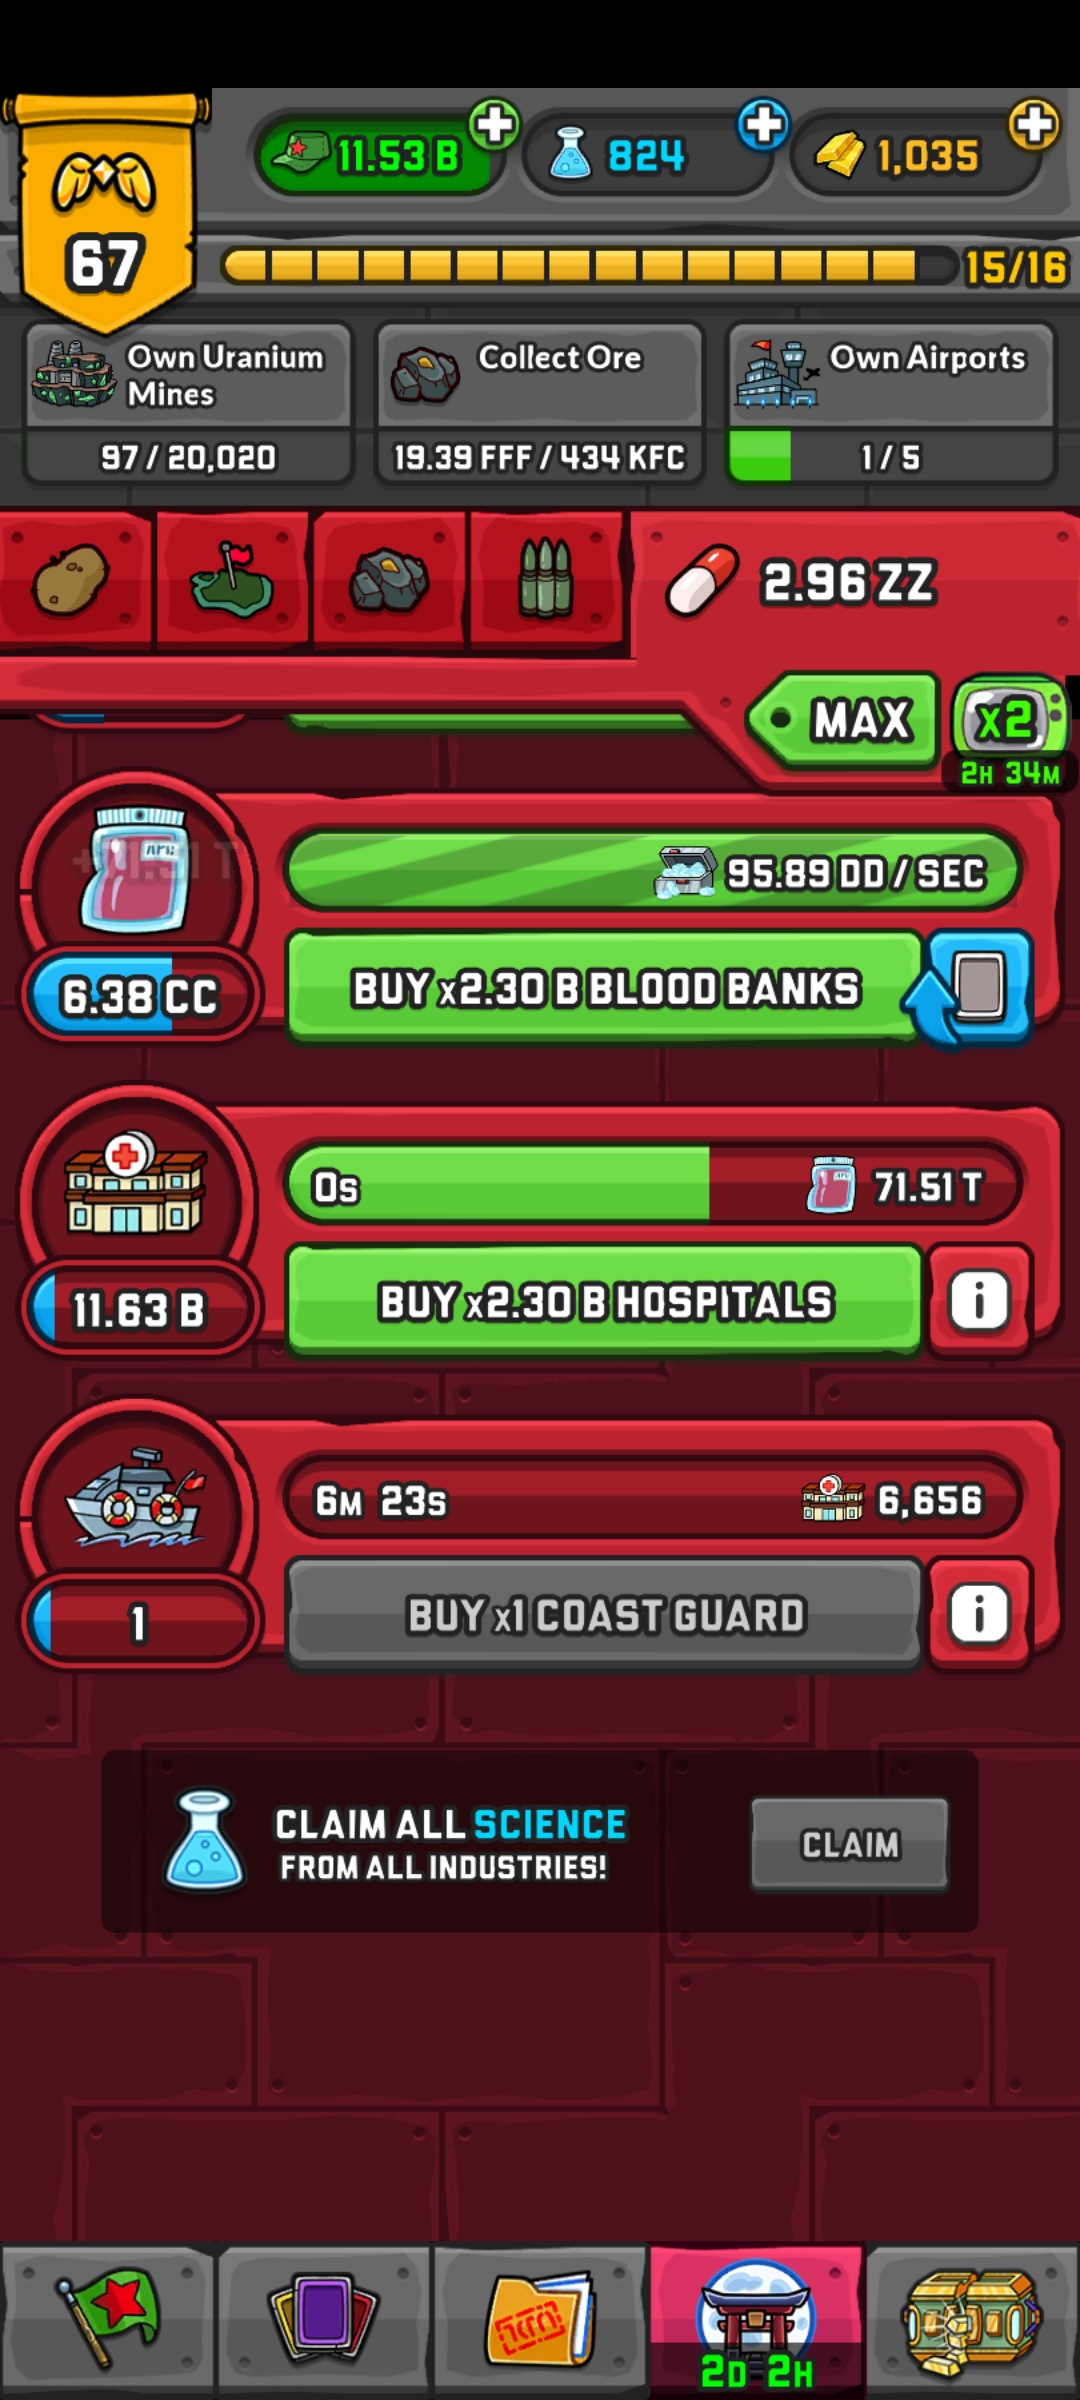 11.53 B
824
1,035
67
15/16
Own Uranium
Mines
97 / 20,020
Collect Ore
19.39 FFF / 434 KFC
Own Airports
1 / 5
2.96 ZZ
MAX
x2
2H 34M
+71.51 T
95.89 DD / SEC
6.38 CC
BUY x2.30 B BLOOD BANKS
0s
71.51 T
11.63 B
BUY x2.30 B HOSPITALS
i
6M 23S
6,656
1
BUY x1 COAST GUARD
i
CLAIM ALL SCIENCE
FROM ALL INDUSTRIES!
CLAIM
2D 2H